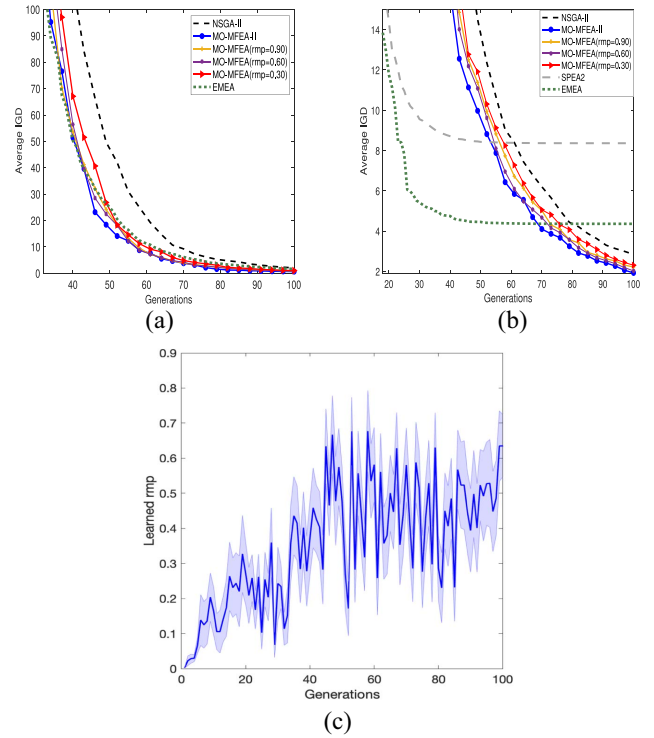 100
90
80
70
60
50
40
30
20
10
0
Average IGD
40 50 60 70 80 90 100
Generations
NSGA-II
MO-MFEA-II
MO-MFEA(rmp=0.90)
MO-MFEA(rmp=0.60)
MO-MFEA(rmp=0.30)
EMEA
(a)
14
12
10
8
6
4
2
Average IGD
20 30 40 50 60 70 80 90 100
Generations
NSGA-II
MO-MFEA-II
MO-MFEA(rmp=0.90)
MO-MFEA(rmp=0.60)
MO-MFEA(rmp=0.30)
SPEA2
EMEA
(b)
0.9
0.8
0.7
0.6
0.5
0.4
0.3
0.2
0.1
0
Learned rmp
0 20 40 60 80 100
Generations
(c)